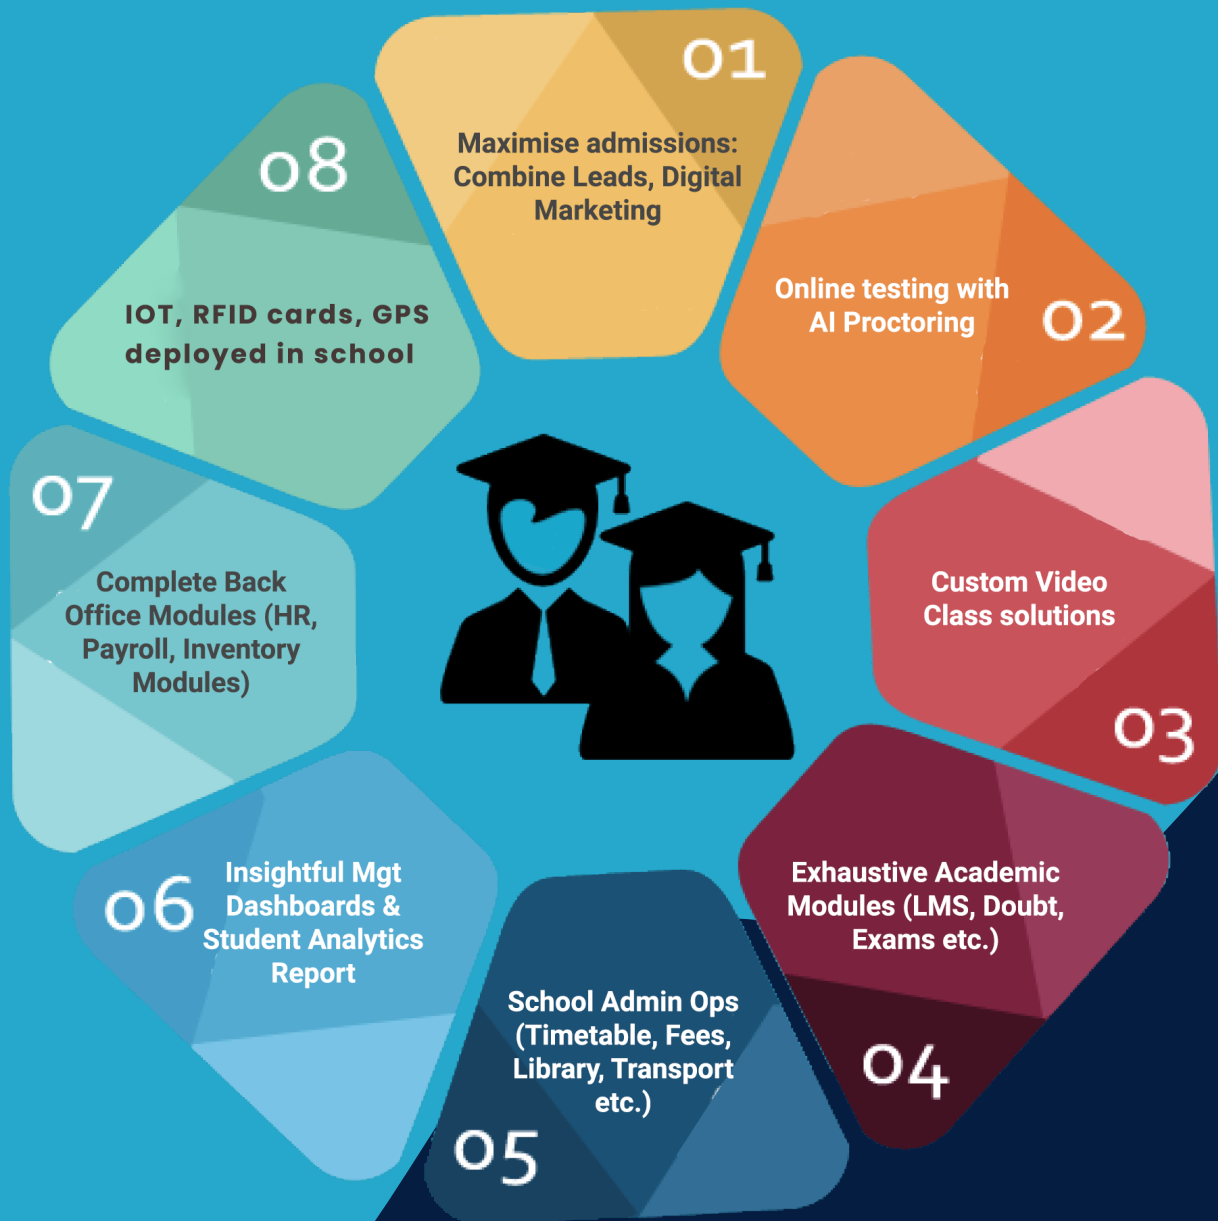 01
Maximise admissions:
Combine Leads, Digital
Marketing
02
Online testing with
AI Proctoring
03
Custom Video
Class solutions
04
Exhaustive Academic
Modules (LMS, Doubt,
Exams etc.)
05
School Admin Ops
(Timetable, Fees,
Library, Transport
etc.)
06
Insightful Mgt
Dashboards &
Student Analytics
Report
07
Complete Back
Office Modules (HR,
Payroll, Inventory
Modules)
08
IOT, RFID cards, GPS
deployed in school